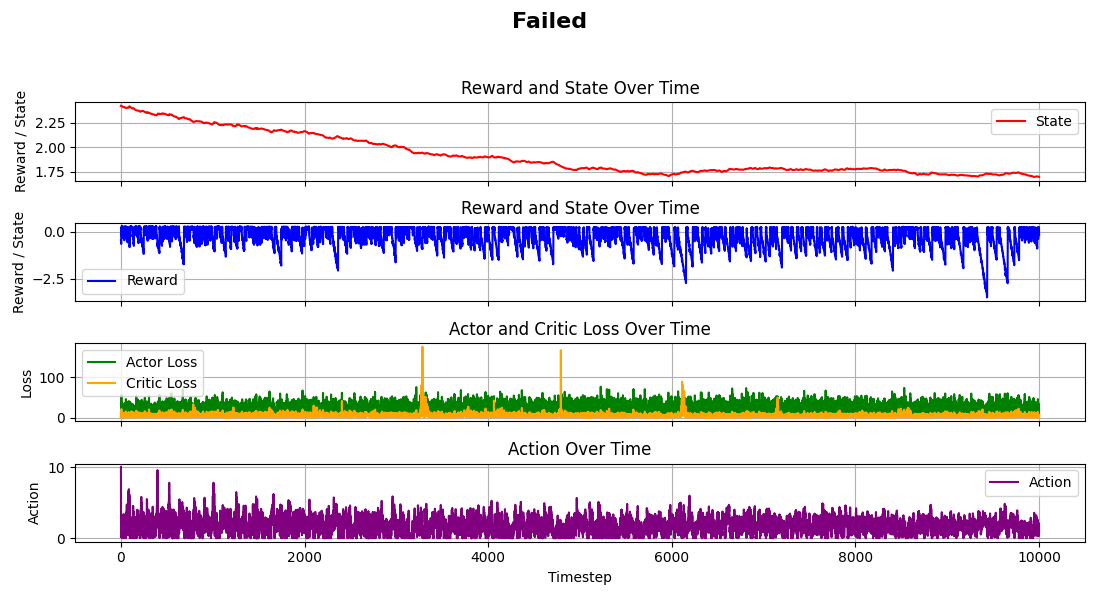 Failed
Reward and State Over Time
Reward / State
2.25
2.00
1.75
State
Reward and State Over Time
Reward / State
0.0
−2.5
Reward
Actor and Critic Loss Over Time
Loss
100
0
Actor Loss
Critic Loss
Action Over Time
Action
10
0
Action
0 2000 4000 6000 8000 10000
Timestep